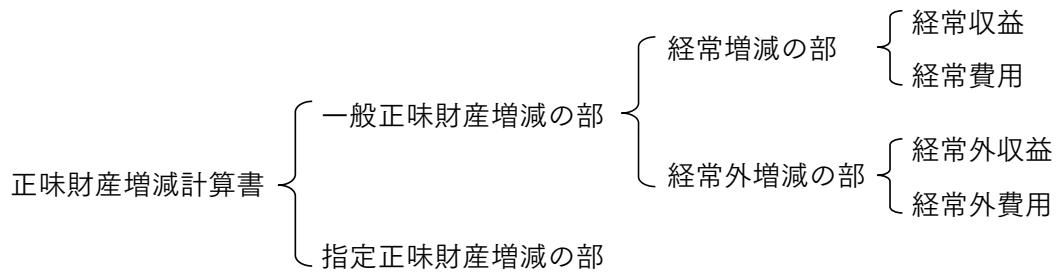 経常収益
経常増減の部
経常費用
一般正味財産増減の部
経常外収益
経常外増減の部
正味財産増減計算書
経常外費用
指定正味財産増減の部